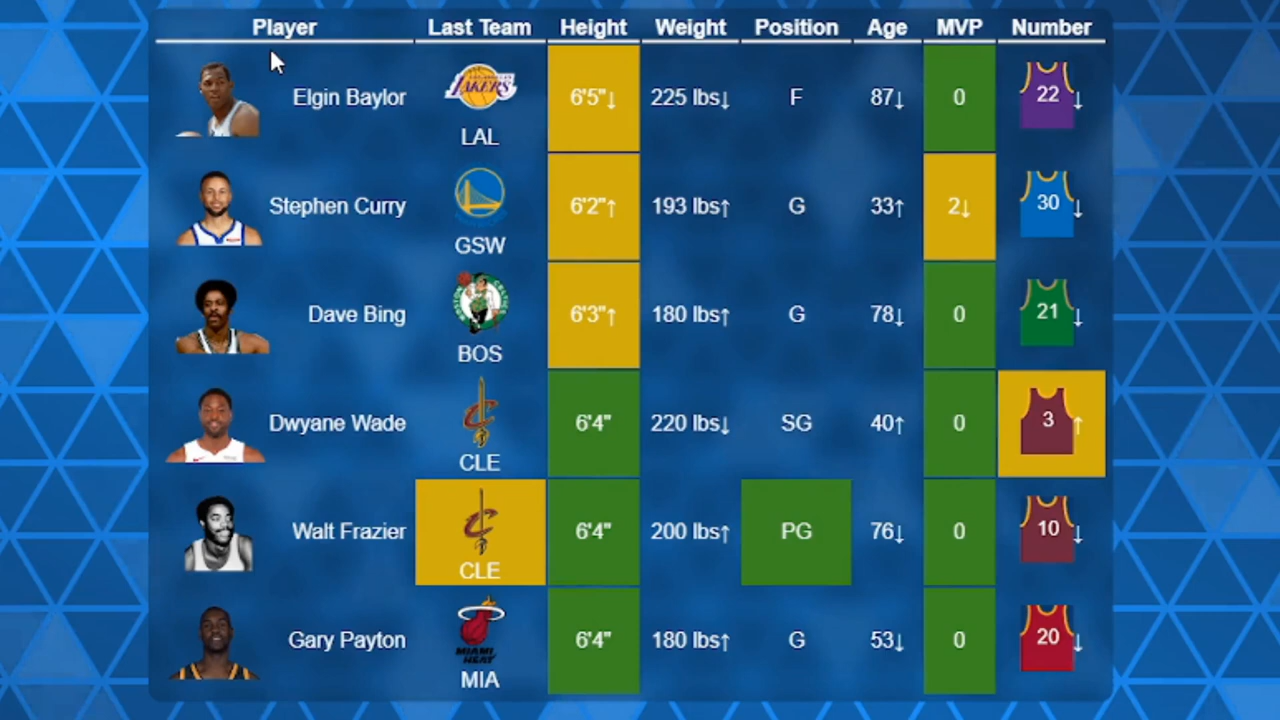 Player Last Team Height Weight Position Age MVP Number
Elgin Baylor LAKERS LAL 6'5"↓ 225 lbs↓ F 87↓ 0 22 ↓
Stephen Curry GSW 6'2"↑ 193 lbs↑ G 33↑ 2↓ 30 ↓
Dave Bing BOS 6'3"↑ 180 lbs↑ G 78↓ 0 21 ↓
Dwyane Wade CLE 6'4" 220 lbs↓ SG 40↑ 0 3 ↑
Walt Frazier CLE 6'4" 200 lbs↑ PG 76↓ 0 10 ↓
Gary Payton MIAMI HEAT MIA 6'4" 180 lbs↑ G 53↓ 0 20 ↓